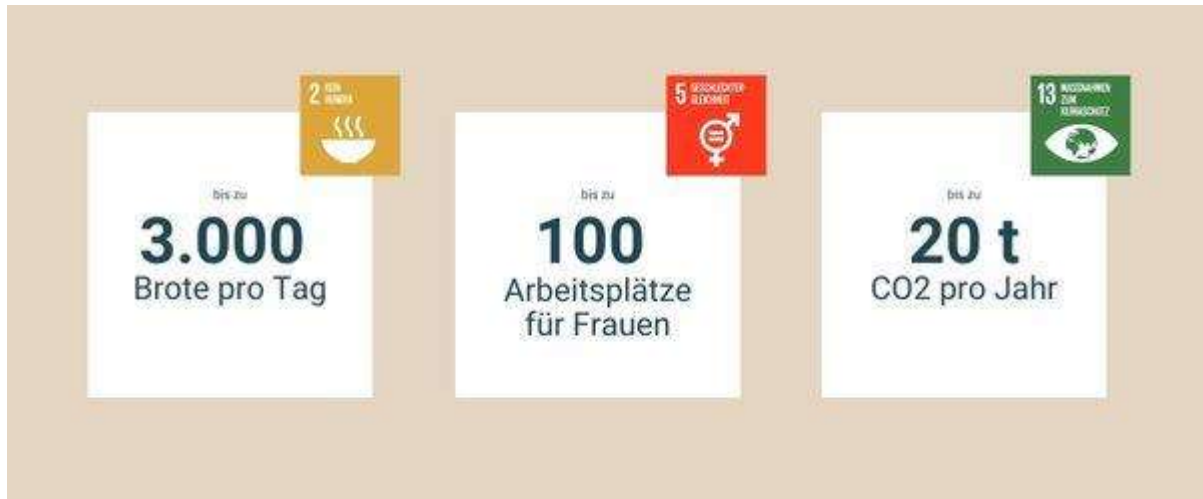 2 KEIN
HUNGER
bis zu
3.000
Brote pro Tag
5 GESCHLECHTER-
GLEICHHEIT
bis zu
100
Arbeitsplätze
für Frauen
13 MASSNAHMEN
ZUM
KLIMASCHUTZ
bis zu
20 t
CO2 pro Jahr